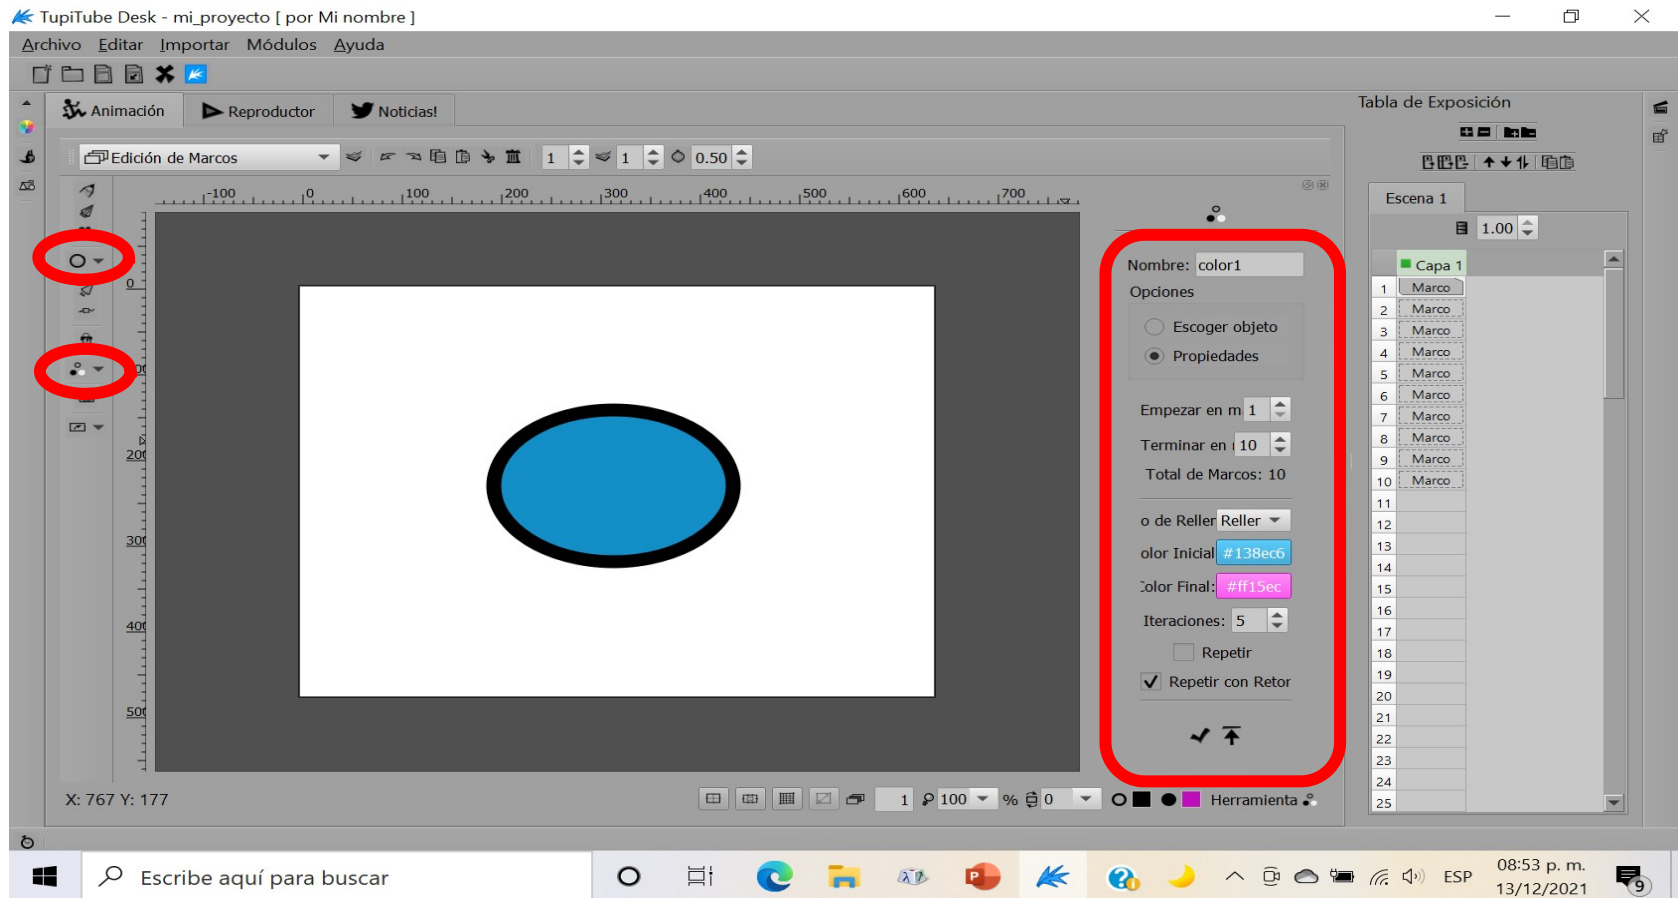 TupiTube Desk - mi_proyecto [ por Mi nombre ]
Archivo Editar Importar Módulos Ayuda
Animación Reproductor Noticias!
Edición de Marcos 1 1 0.50
-100 0 100 200 300 400 500 600 700
0
200
300
400
500
Nombre: color1
Opciones
Escoger objeto
Propiedades
Empezar en m 1
Terminar en 10
Total de Marcos: 10
o de Reller Reller
olor Inicial #138ec6
Color Final: #ff15ec
Iteraciones: 5
Repetir
Repetir con Retor
Tabla de Exposición
Escena 1
1.00
Capa 1
1 Marco
2 Marco
3 Marco
4 Marco
5 Marco
6 Marco
7 Marco
8 Marco
9 Marco
10 Marco
11
12
13
14
15
16
17
18
19
20
21
22
23
24
25
X: 767 Y: 177
1 100 % 0 Herramienta
Escribe aquí para buscar
ESP
08:53 p. m.
13/12/2021
9